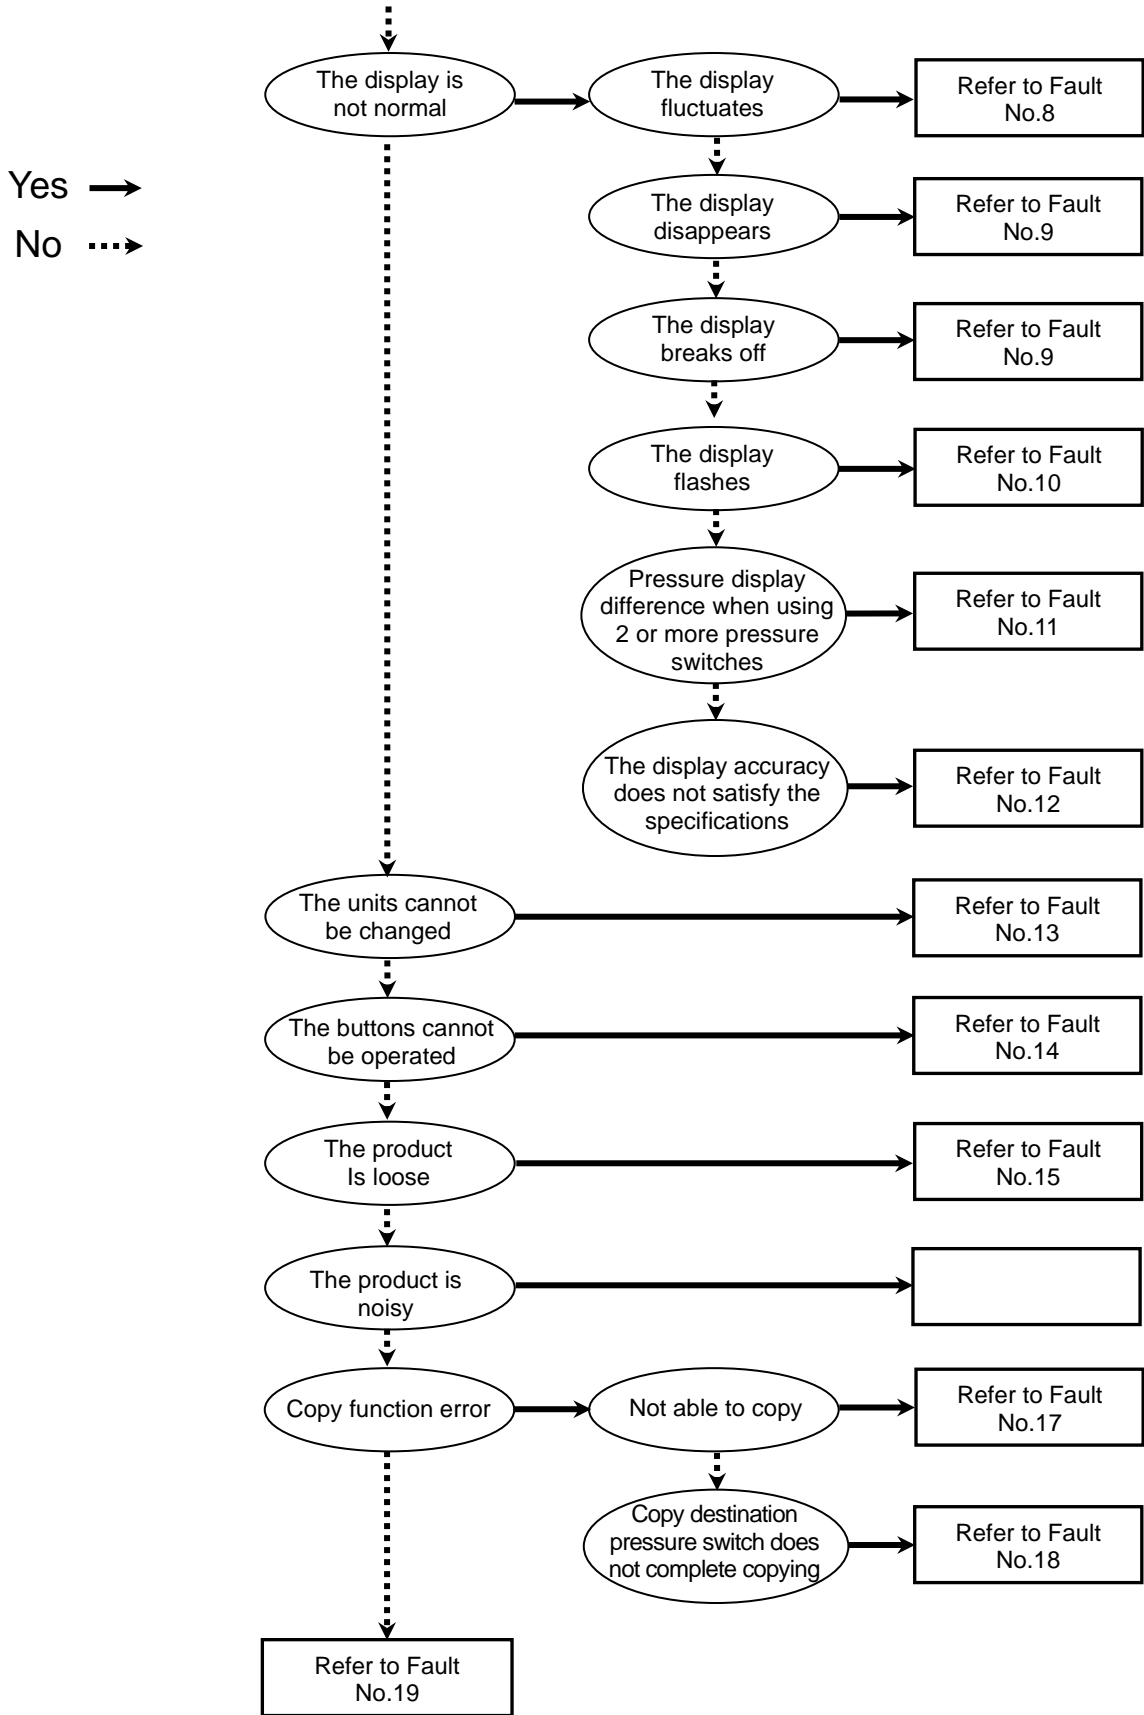 The display is
not normal
The display
fluctuates
Refer to Fault
No.8
Yes
No
The display
disappears
Refer to Fault
No.9
The display
breaks off
Refer to Fault
No.9
The display
flashes
Refer to Fault
No.10
Pressure display
difference when using
2 or more pressure
switches
Refer to Fault
No.11
The display accuracy
does not satisfy the
specifications
Refer to Fault
No.12
The units cannot
be changed
Refer to Fault
No.13
The buttons cannot
be operated
Refer to Fault
No.14
The product
Is loose
Refer to Fault
No.15
The product is
noisy
Copy function error
Not able to copy
Refer to Fault
No.17
Copy destination
pressure switch does
not complete copying
Refer to Fault
No.18
Refer to Fault
No.19